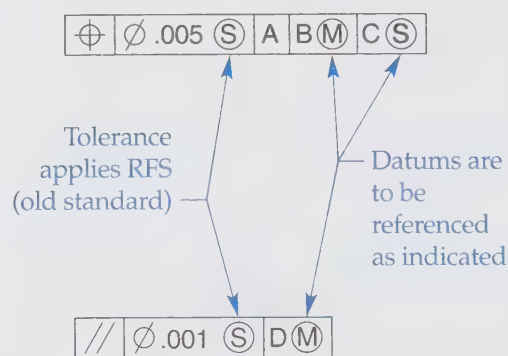 ⌖ ∅ .005 Ⓢ A BⓂ CⓈ
Tolerance
applies RFS
(old standard)
Datums are
to be
referenced
as indicated
// ∅ .001 Ⓢ DⓂ